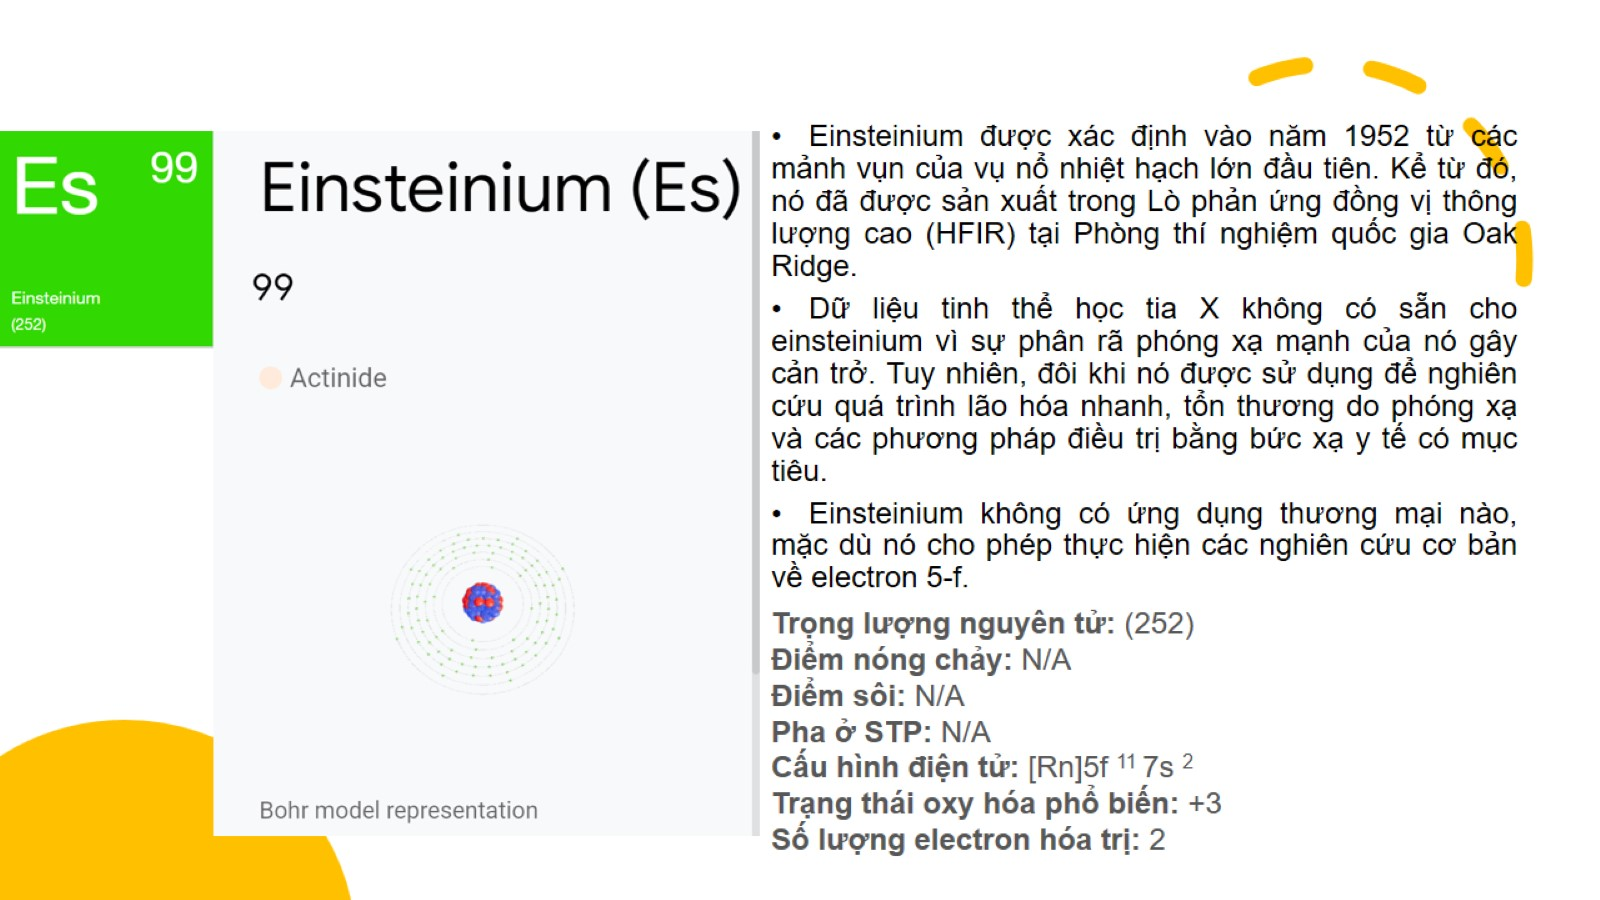 Es
99
Einsteinium
(252)
Einsteinium (Es)
99
Actinide
Bohr model representation
• Einsteinium được xác định vào năm 1952 từ các
mảnh vụn của vụ nổ nhiệt hạch lớn đầu tiên. Kể từ đó,
nó đã được sản xuất trong Lò phản ứng đồng vị thông
lượng cao (HFIR) tại Phòng thí nghiệm quốc gia Oak
Ridge.
• Dữ liệu tinh thể học tia X không có sẵn cho
einsteinium vì sự phân rã phóng xạ mạnh của nó gây
cản trở. Tuy nhiên, đôi khi nó được sử dụng để nghiên
cứu quá trình lão hóa nhanh, tổn thương do phóng xạ
và các phương pháp điều trị bằng bức xạ y tế có mục
tiêu.
• Einsteinium không có ứng dụng thương mại nào,
mặc dù nó cho phép thực hiện các nghiên cứu cơ bản
về electron 5-f.
Trọng lượng nguyên tử: (252)
Điểm nóng chảy: N/A
Điểm sôi: N/A
Pha ở STP: N/A
Cấu hình điện tử: [Rn]5f ¹¹ 7s ²
Trạng thái oxy hóa phổ biến: +3
Số lượng electron hóa trị: 2